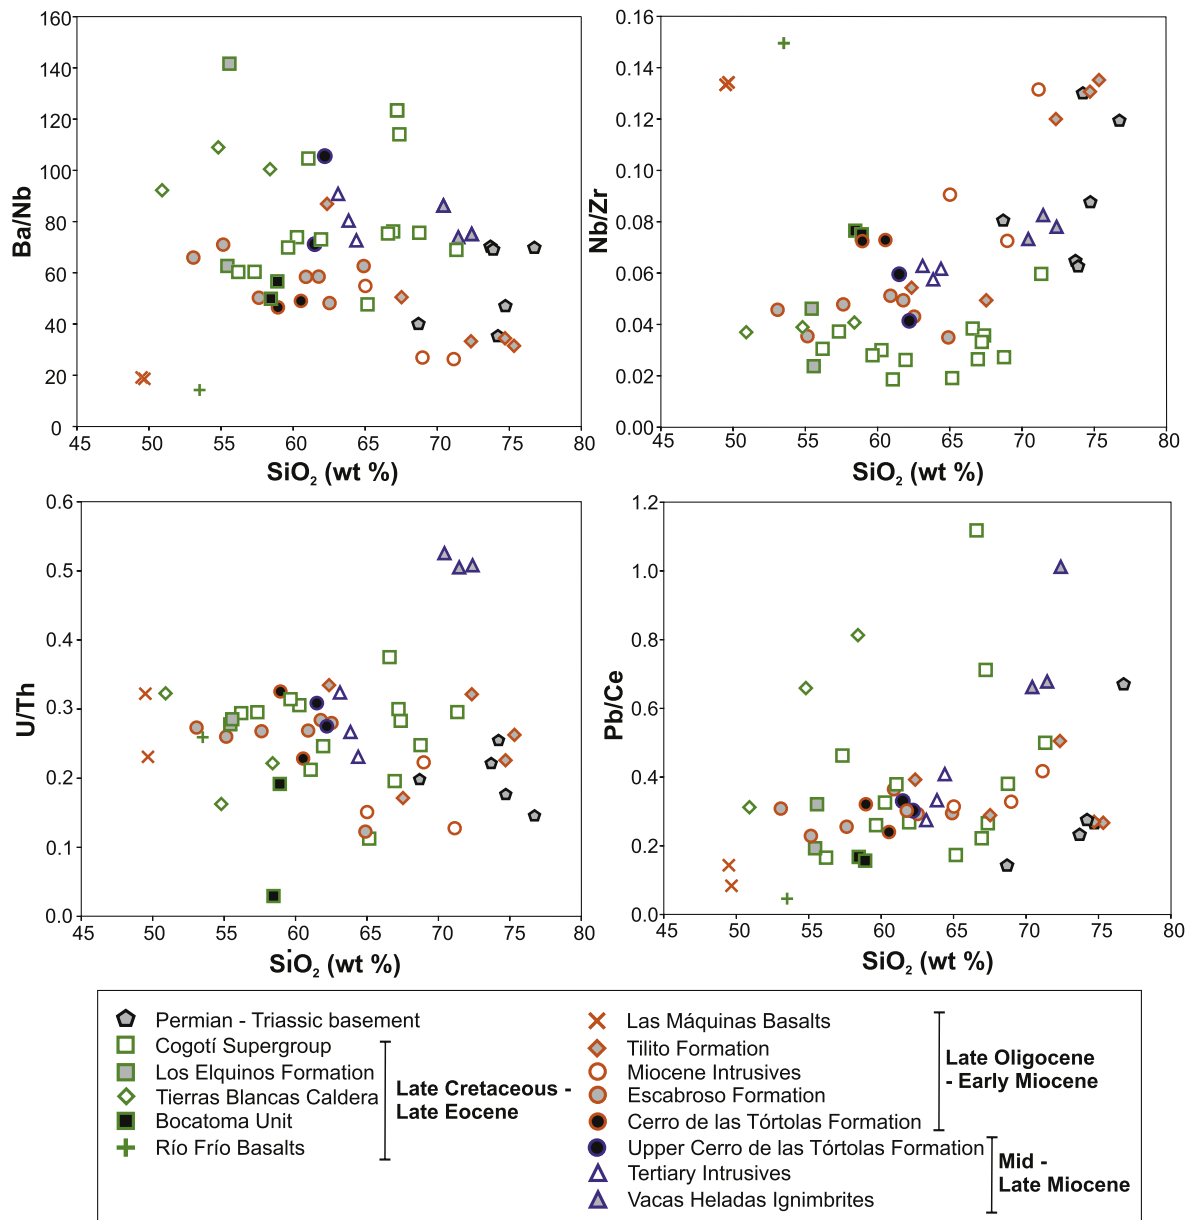 160
140
120
100
80
60
40
20
0
Ba/Nb
45 50 55 60 65 70 75 80
SiO₂ (wt %)
0.16
0.14
0.12
0.10
0.08
0.06
0.04
0.02
0.00
Nb/Zr
45 50 55 60 65 70 75 80
SiO₂ (wt %)
0.6
0.5
0.4
0.3
0.2
0.1
0.0
U/Th
45 50 55 60 65 70 75 80
SiO₂ (wt %)
1.2
1.0
0.8
0.6
0.4
0.2
0.0
Pb/Ce
45 50 55 60 65 70 75 80
SiO₂ (wt %)
Permian - Triassic basement
Cogotí Supergroup
Los Elquinos Formation
Tierras Blancas Caldera
Bocatoma Unit
Río Frío Basalts
Late Cretaceous -
Late Eocene
Las Máquinas Basalts
Tilito Formation
Miocene Intrusives
Escabroso Formation
Cerro de las Tórtolas Formation
Late Oligocene
- Early Miocene
Upper Cerro de las Tórtolas Formation
Tertiary Intrusives
Vacas Heladas Ignimbrites
Mid -
Late Miocene